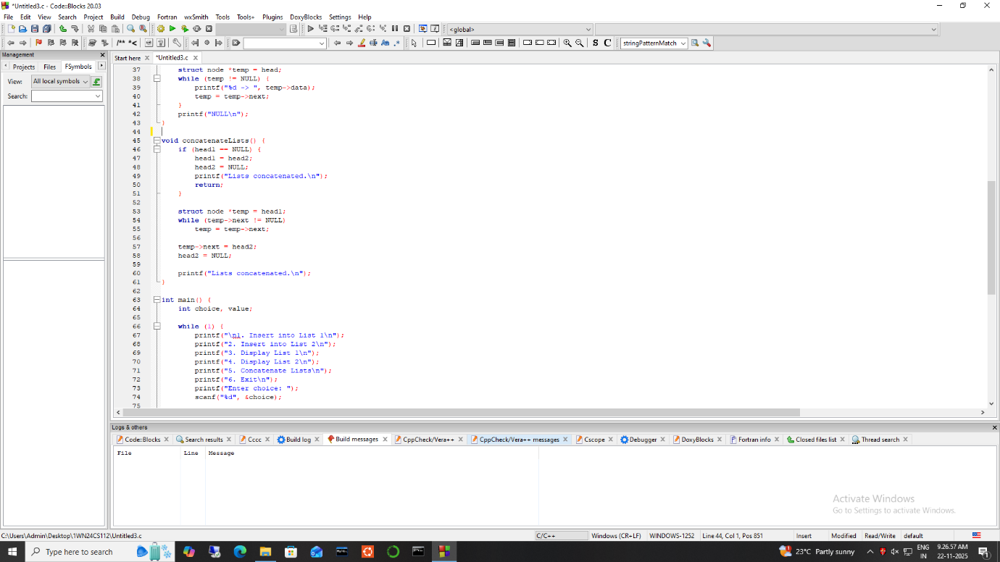 *Untitled3.c - Code::Blocks 20.03
File Edit View Search Project Build Debug Fortran wxSmith Tools Tools+ Plugins DoxyBlocks Settings Help
<global>
/** *< .* S C stringPatternMatch
Management
Start here *Untitled3.c
Projects Files FSymbols
View: All local symbols
Search:
37 struct node *temp = head;
38 while (temp != NULL) {
39 printf("%d -> ", temp->data);
40 temp = temp->next;
41 }
42 printf("NULL\n");
43 }
44
45 void concatenateLists() {
46 if (head1 == NULL) {
47 head1 = head2;
48 head2 = NULL;
49 printf("Lists concatenated.\n");
50 return;
51 }
52
53 struct node *temp = head1;
54 while (temp->next != NULL)
55 temp = temp->next;
56
57 temp->next = head2;
58 head2 = NULL;
59
60 printf("Lists concatenated.\n");
61 }
62
63 int main() {
64 int choice, value;
65
66 while (1) {
67 printf("\n1. Insert into List 1\n");
68 printf("2. Insert into List 2\n");
69 printf("3. Display List 1\n");
70 printf("4. Display List 2\n");
71 printf("5. Concatenate Lists\n");
72 printf("6. Exit\n");
73 printf("Enter choice: ");
74 scanf("%d", &choice);
75
Logs & others
Code::Blocks Search results Cccc Build log Build messages CppCheck/Vera++ CppCheck/Vera++ messages Cscope Debugger DoxyBlocks Fortran info Closed files list Thread search
File Line Message
Activate Windows
Go to Settings to activate Windows.
C:\Users\Admin\Desktop\1WN24CS112\Untitled3.c C/C++ Windows (CR+LF) WINDOWS-1252 Line 44, Col 1, Pos 851 Insert Modified Read/Write default
Type here to search 23°C Partly sunny ENG IN 9.26.57 AM 22-11-2025 1